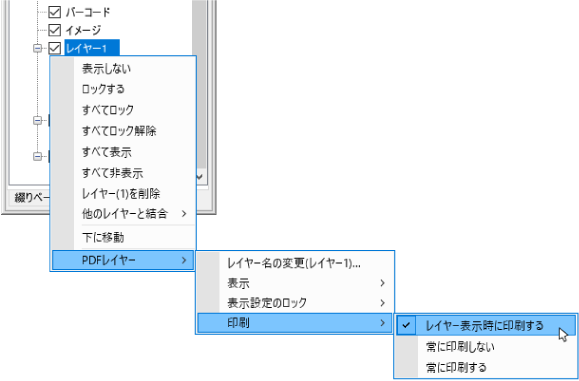 バーコード
イメージ
レイヤー1
表示しない
ロックする
すべてロック
すべてロック解除
すべて表示
すべて非表示
レイヤー(1)を削除
他のレイヤーと結合
下に移動
PDFレイヤー
綴りペー
レイヤー名の変更(レイヤー1)...
表示
表示設定のロック
印刷
レイヤー表示時に印刷する
常に印刷しない
常に印刷する